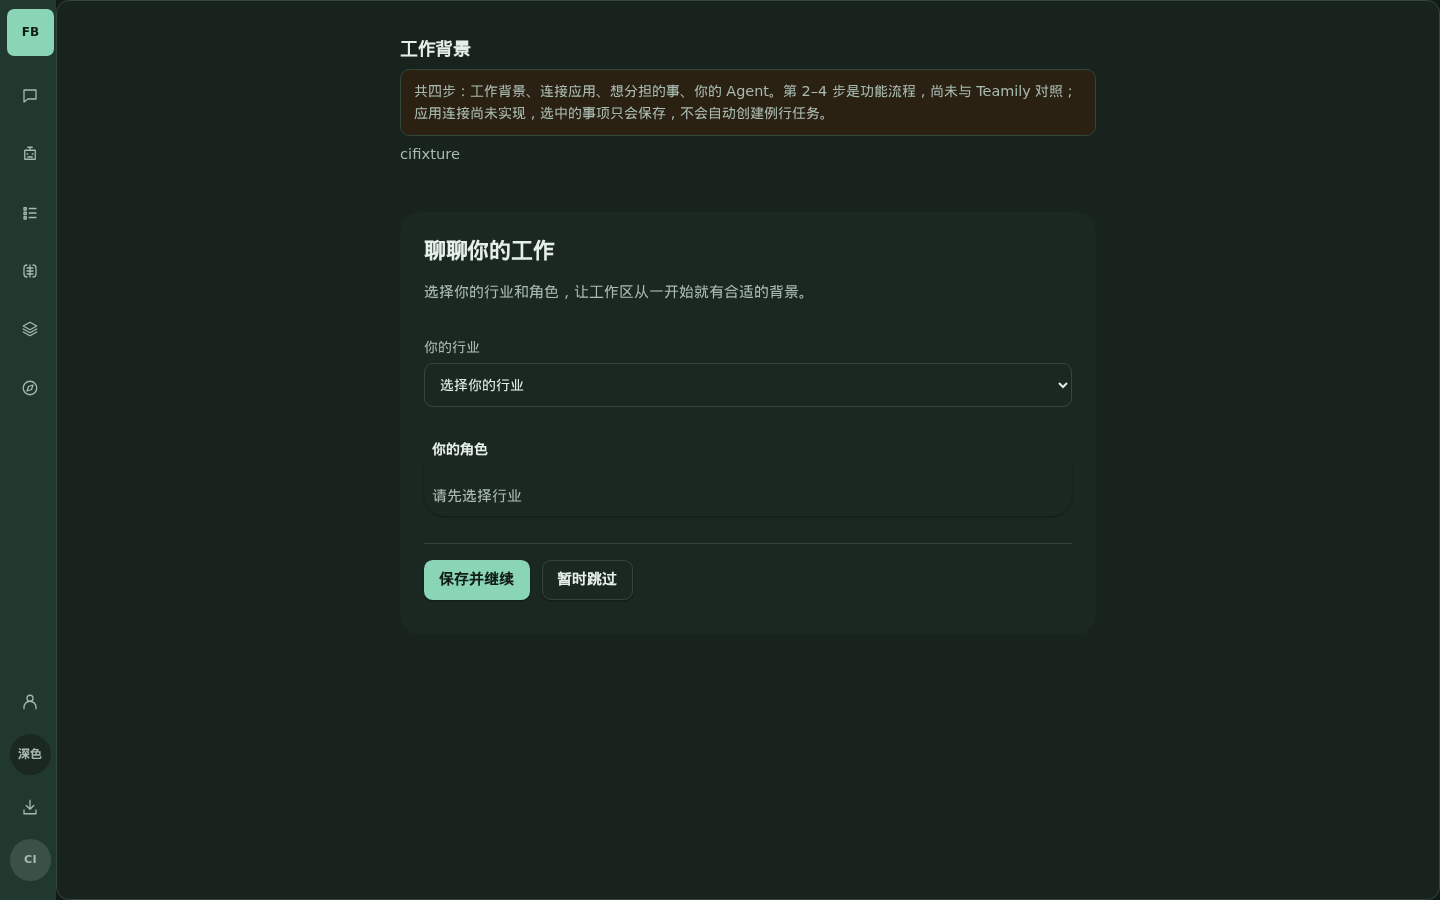 FB
工作背景
共四步：工作背景、连接应用、想分担的事、你的 Agent。第 2–4 步是功能流程，尚未与 Teamily 对照；
应用连接尚未实现，选中的事项只会保存，不会自动创建例行任务。
cifixture
聊聊你的工作
选择你的行业和角色，让工作区从一开始就有合适的背景。
你的行业
选择你的行业
你的角色
请先选择行业
保存并继续
暂时跳过
深色
CI